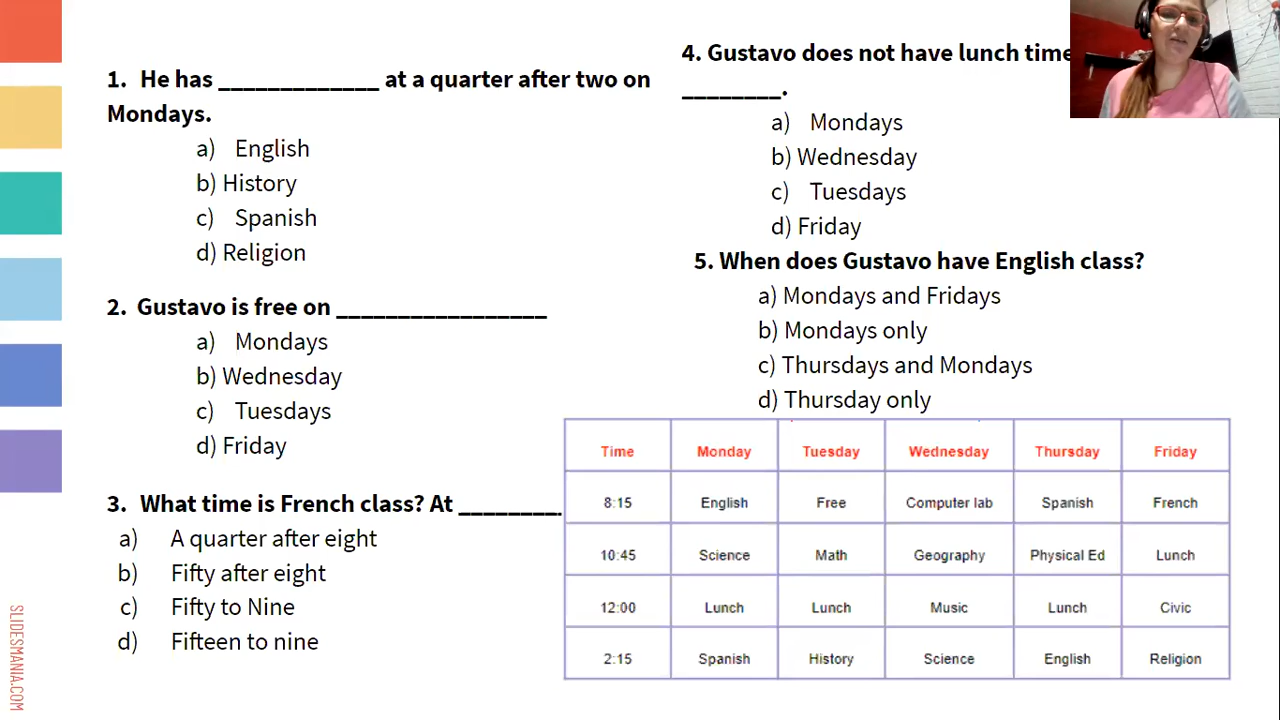 1. He has _____________ at a quarter after two on
Mondays.
a) English
b) History
c) Spanish
d) Religion
2. Gustavo is free on _________________
a) Mondays
b) Wednesday
c) Tuesdays
d) Friday
3. What time is French class? At ________.
a) A quarter after eight
b) Fifty after eight
c) Fifty to Nine
d) Fifteen to nine
4. Gustavo does not have lunch time
________.
a) Mondays
b) Wednesday
c) Tuesdays
d) Friday
5. When does Gustavo have English class?
a) Mondays and Fridays
b) Mondays only
c) Thursdays and Mondays
d) Thursday only
Time Monday Tuesday Wednesday Thursday Friday
8:15 English Free Computer lab Spanish French
10:45 Science Math Geography Physical Ed Lunch
12:00 Lunch Lunch Music Lunch Civic
2:15 Spanish History Science English Religion
SLIDESMANIA.COM